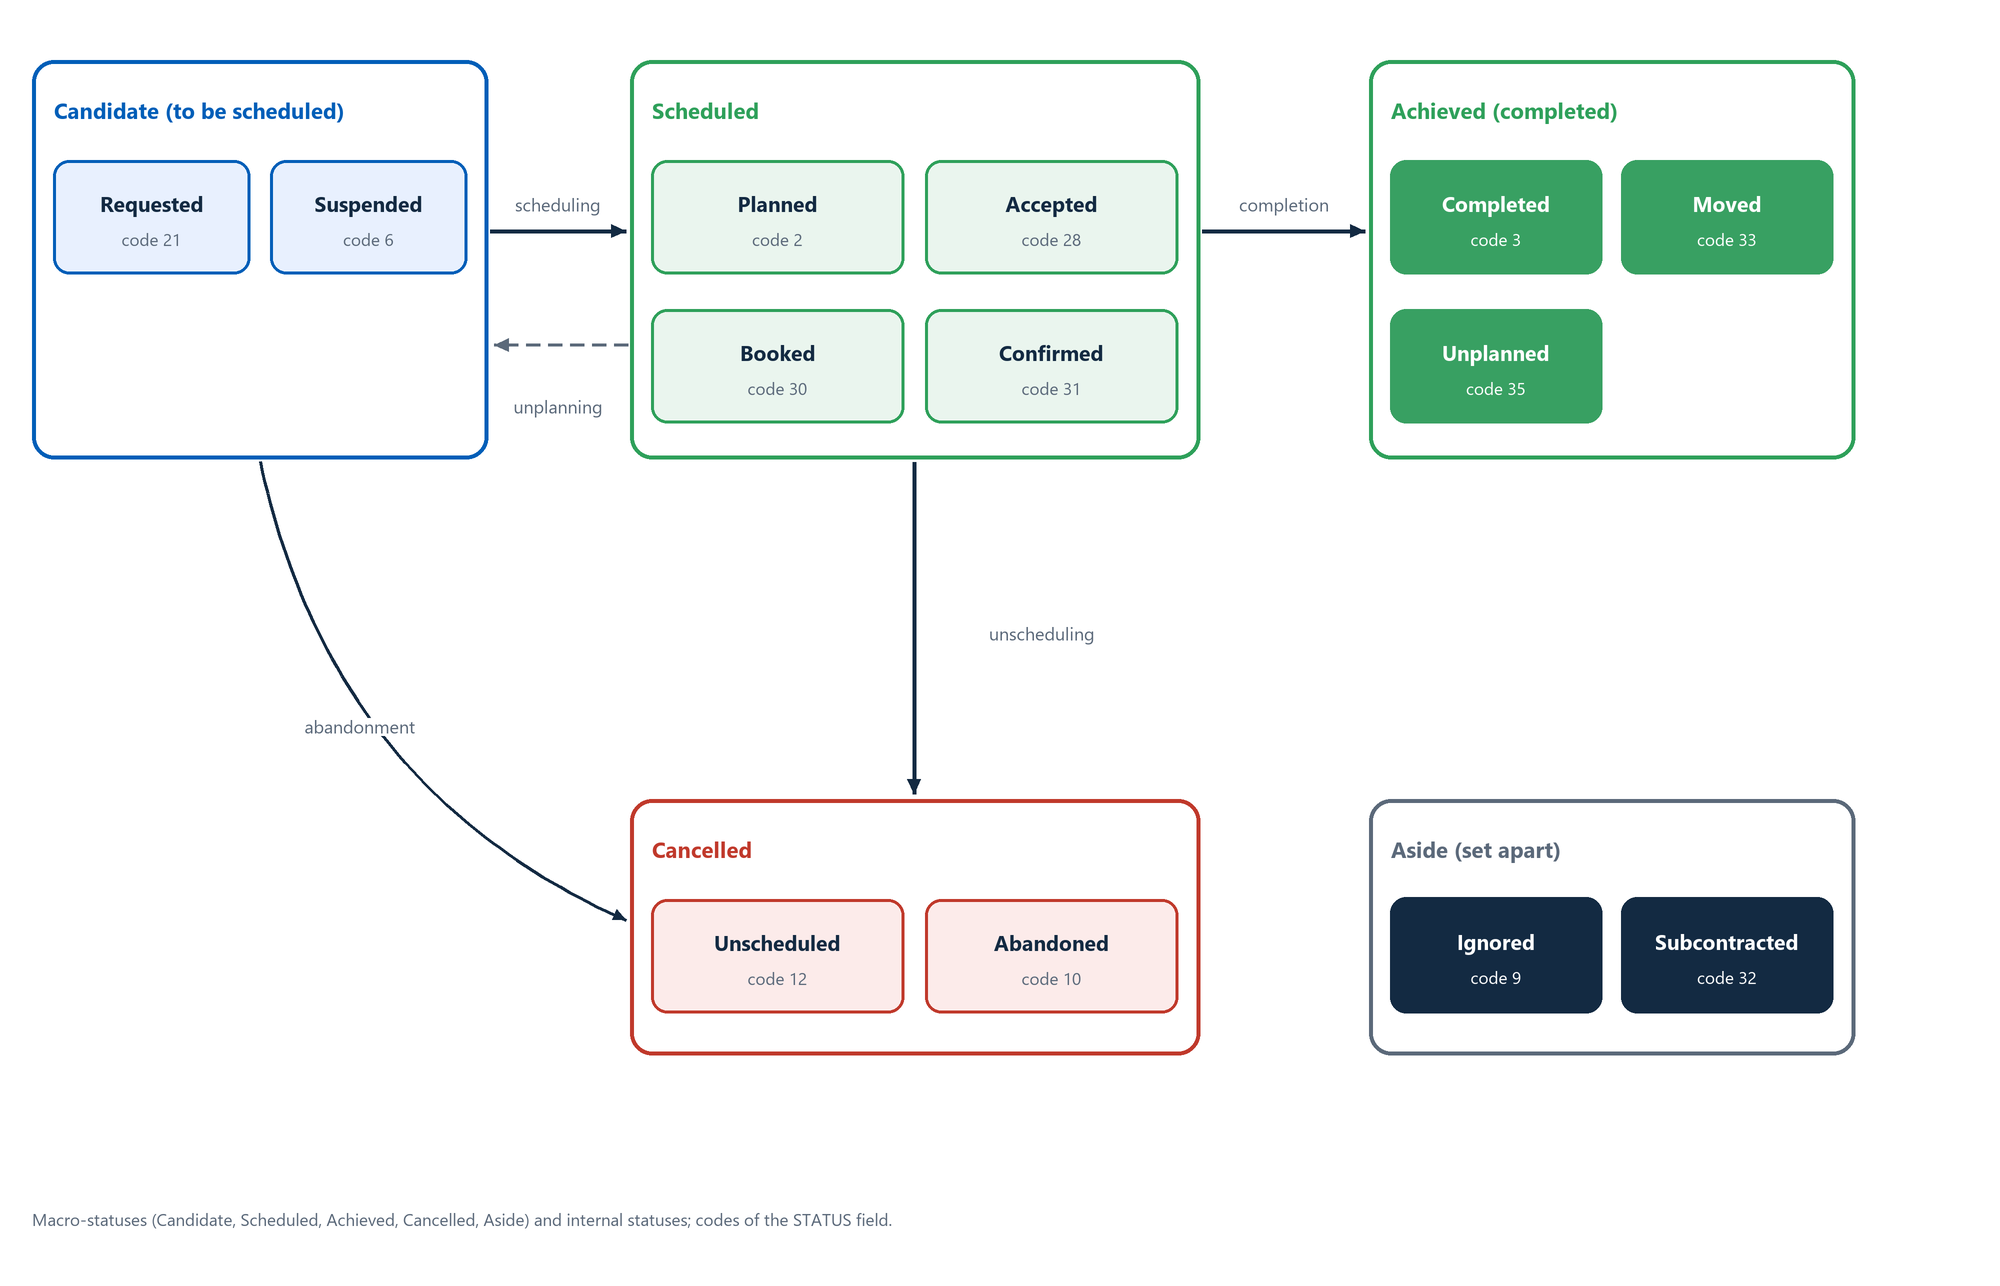 Candidate (to be scheduled)
Requested
code 21
Suspended
code 6
scheduling
unplanning
Scheduled
Planned
code 2
Accepted
code 28
Booked
code 30
Confirmed
code 31
completion
Achieved (completed)
Completed
code 3
Moved
code 33
Unplanned
code 35
abandonment
unscheduling
Cancelled
Unscheduled
code 12
Abandoned
code 10
Aside (set apart)
Ignored
code 9
Subcontracted
code 32
Macro-statuses (Candidate, Scheduled, Achieved, Cancelled, Aside) and internal statuses; codes of the STATUS field.